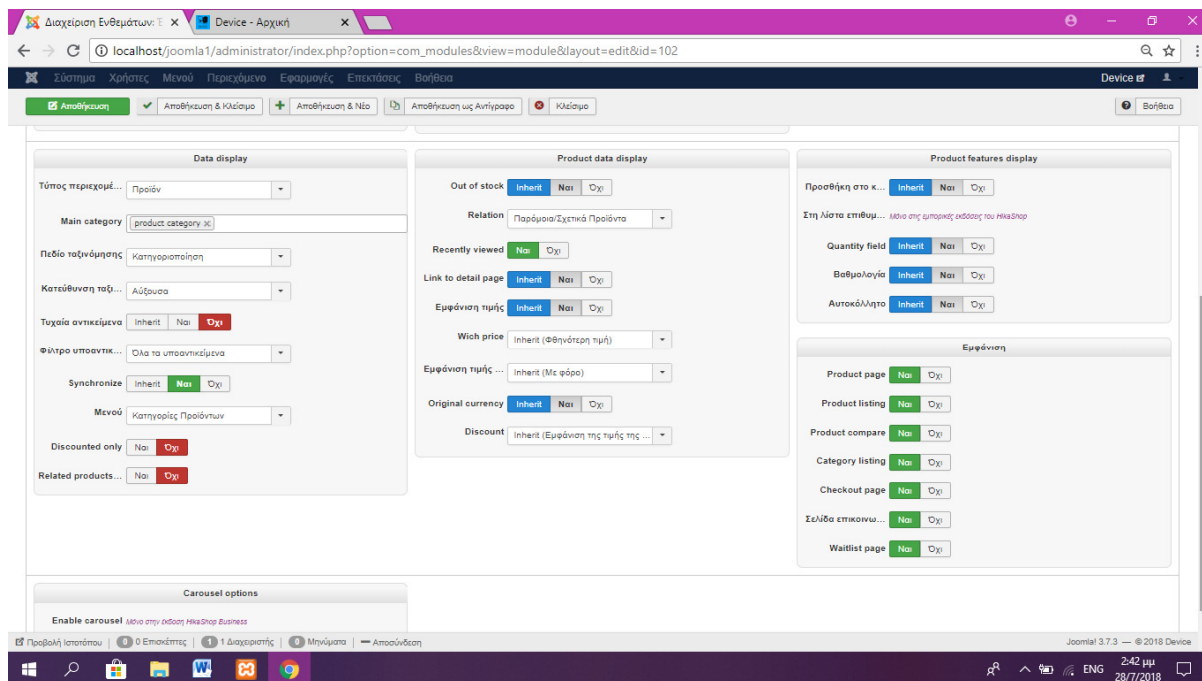 Διαχείριση Ενθεμάτων: Έ
Device - Αρχική
localhost/joomla1/administrator/index.php?option=com_modules&view=module&layout=edit&id=102
Σύστημα Χρήστες Μενού Περιεχόμενο Εφαρμογές Επεκτάσεις Βοήθεια
Device
Αποθήκευση
Αποθήκευση & Κλείσιμο
Αποθήκευση & Νέο
Αποθήκευση ως Αντίγραφο
Κλείσιμο
Βοήθεια
Data display
Τύπος περιεχομέ... Προϊόν
Main category product category
Πεδίο ταξινόμησης Κατηγοριοποίηση
Κατεύθυνση ταξι... Αύξουσα
Τυχαία αντικείμενα Inherit Ναι Όχι
Φίλτρο υποαντικ... Όλα τα υποαντικείμενα
Synchronize Inherit Ναι Όχι
Μενού Κατηγορίες Προϊόντων
Discounted only Ναι Όχι
Related products... Ναι Όχι
Product data display
Out of stock Inherit Ναι Όχι
Relation Παρόμοια/Σχετικά Προϊόντα
Recently viewed Ναι Όχι
Link to detail page Inherit Ναι Όχι
Εμφάνιση τιμής Inherit Ναι Όχι
Wich price Inherit (Φθηνότερη τιμή)
Εμφάνιση τιμής ... Inherit (Με φόρο)
Original currency Inherit Ναι Όχι
Discount Inherit (Εμφάνιση της τιμής της ...
Product features display
Προσθήκη στο κ... Inherit Ναι Όχι
Στη λίστα επιθυμ... Μόνο στις εμπορικές εκδόσεις του HikaShop
Quantity field Inherit Ναι Όχι
Βαθμολογία Inherit Ναι Όχι
Αυτοκόλλητο Inherit Ναι Όχι
Εμφάνιση
Product page Ναι Όχι
Product listing Ναι Όχι
Product compare Ναι Όχι
Category listing Ναι Όχι
Checkout page Ναι Όχι
Σελίδα επικοινω... Ναι Όχι
Waitlist page Ναι Όχι
Carousel options
Enable carousel Μόνο στην έκδοση HikaShop Business
Προβολή Ιστοτόπου 0 0 Επισκέπτες 1 1 Διαχειριστής 0 Μηνύματα Αποσύνδεση
Joomla! 3.7.3 — © 2018 Device
ENG
2:42 μμ
28/7/2018